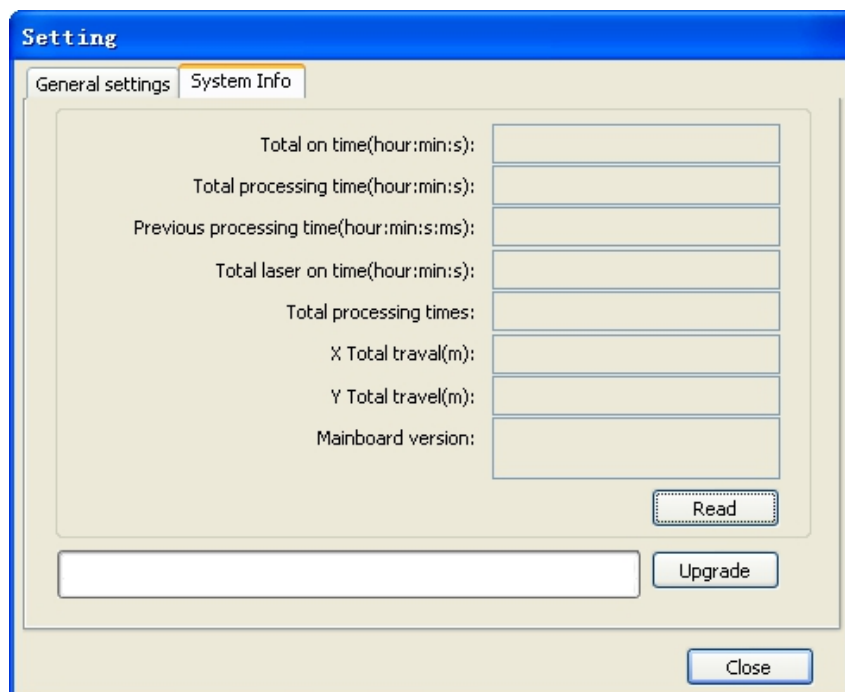 Setting
General settings System Info
Total on time(hour:min:s):
Total processing time(hour:min:s):
Previous processing time(hour:min:s:ms):
Total laser on time(hour:min:s):
Total processing times:
X Total traval(m):
Y Total travel(m):
Mainboard version:
Read
Upgrade
Close